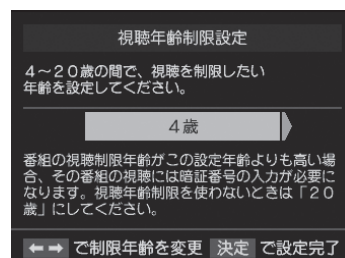 視聴年齢制限設定
４～２０歳の間で、視聴を制限したい
年齢を設定してください。
４歳
番組の視聴制限年齢がこの設定年齢よりも高い場
合、その番組の視聴には暗証番号の入力が必要に
なります。視聴年齢制限を使わないときは「２０
歳」にしてください。
←→ で制限年齢を変更 決定 で設定完了